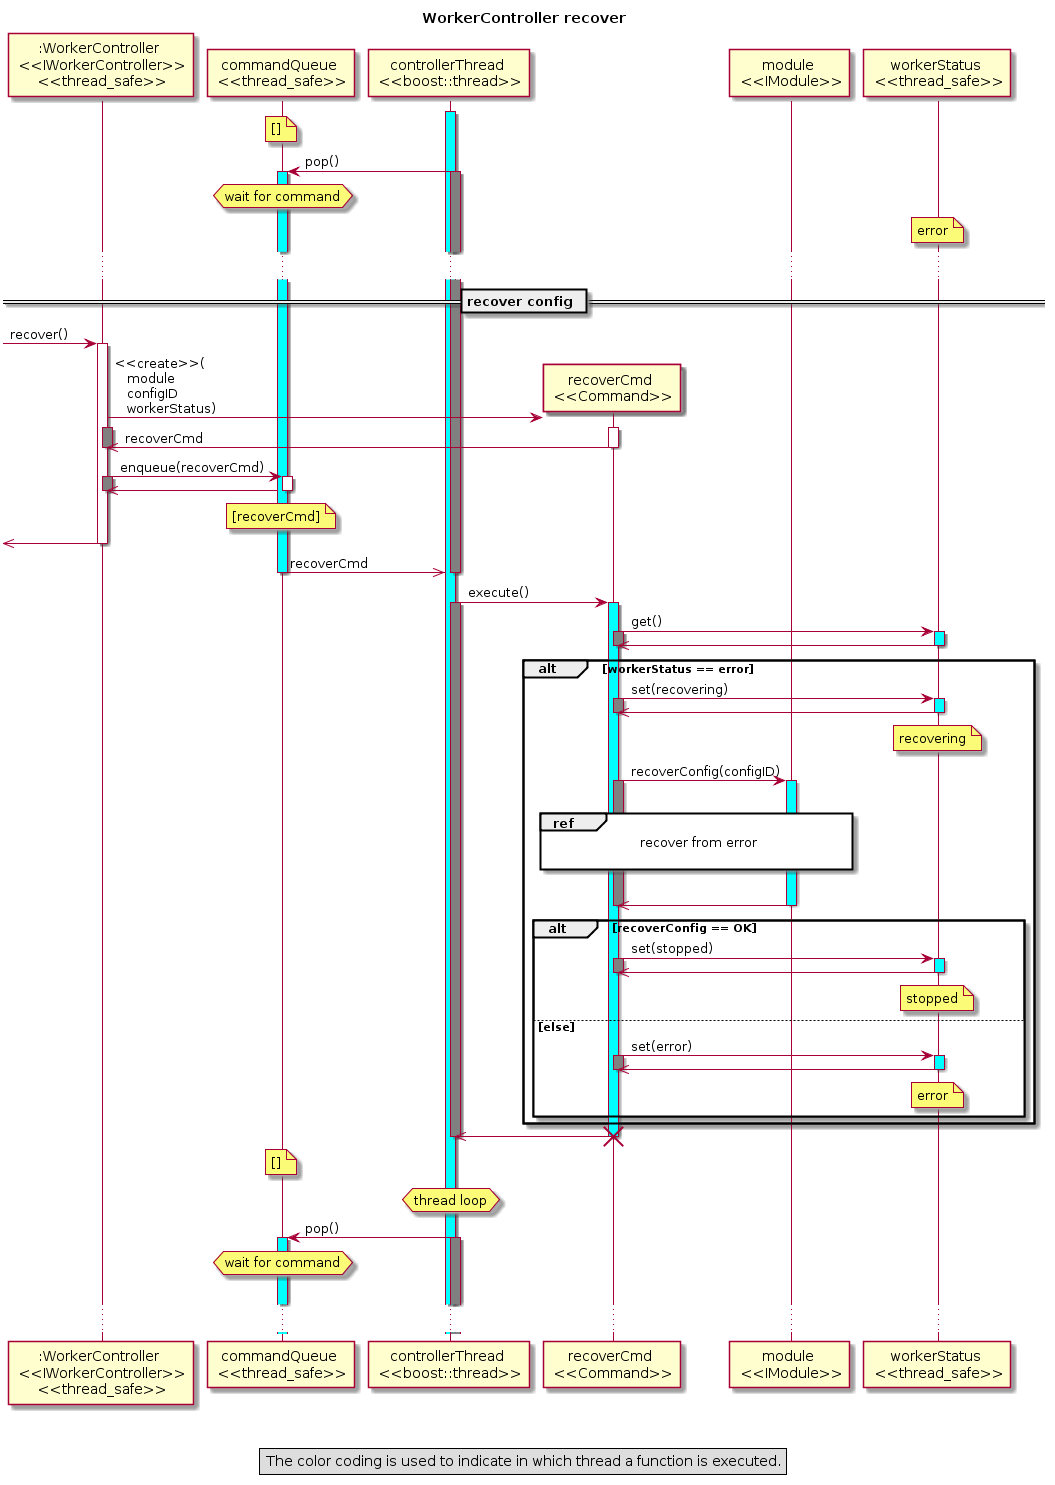 WorkerController recover
:WorkerController
<<IWorkerController>>
<<thread_safe>>
commandQueue
<<thread_safe>>
controllerThread
<<boost::thread>>
module
<<IModule>>
workerStatus
<<thread_safe>>
[]
pop()
wait for command
error
recover config
recover()
<<create>>(
module
configID
workerStatus)
recoverCmd
<<Command>>
recoverCmd
enqueue(recoverCmd)
[recoverCmd]
recoverCmd
execute()
get()
alt [workerStatus == error]
set(recovering)
recovering
recoverConfig(configID)
ref
recover from error
alt [recoverConfig == OK]
set(stopped)
stopped
[else]
set(error)
error
[]
thread loop
pop()
wait for command
:WorkerController
<<IWorkerController>>
<<thread_safe>>
commandQueue
<<thread_safe>>
controllerThread
<<boost::thread>>
recoverCmd
<<Command>>
module
<<IModule>>
workerStatus
<<thread_safe>>
The color coding is used to indicate in which thread a function is executed.